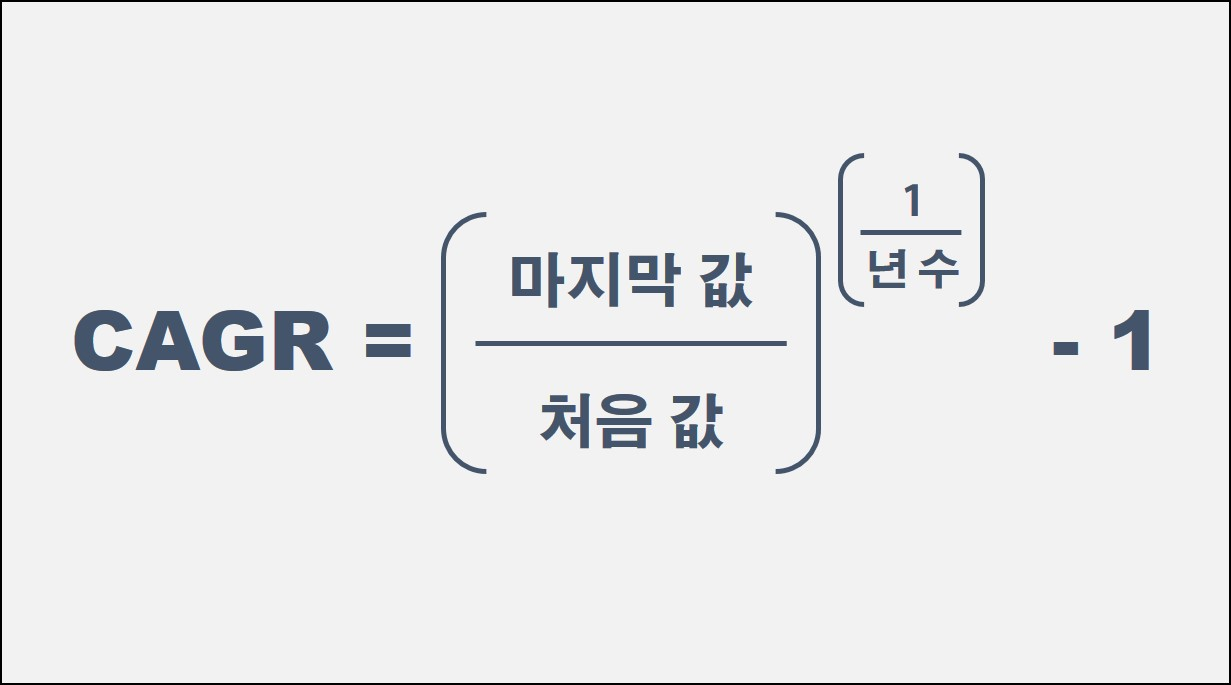 CAGR = ( 마지막 값 / 처음 값 ) ( 1 / 년 수 ) - 1